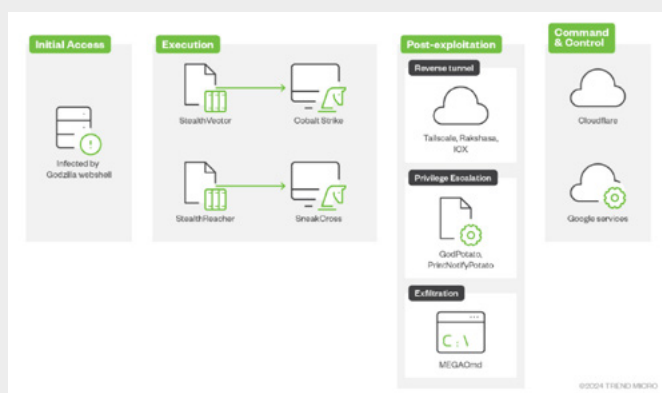 Initial Access
Infected by
Godzilla webshell
Execution
StealthVector
Cobalt Strike
StealthReacher
SneakCross
Post-exploitation
Reverse tunnel
Tailscale, Rakshasa,
IOX
Privilege Escalation
GodPotato,
PrintNotifyPotato
Exfiltration
C:\
MEGACmd
Command
& Control
Cloudflare
Google services
©2024 TREND MICRO